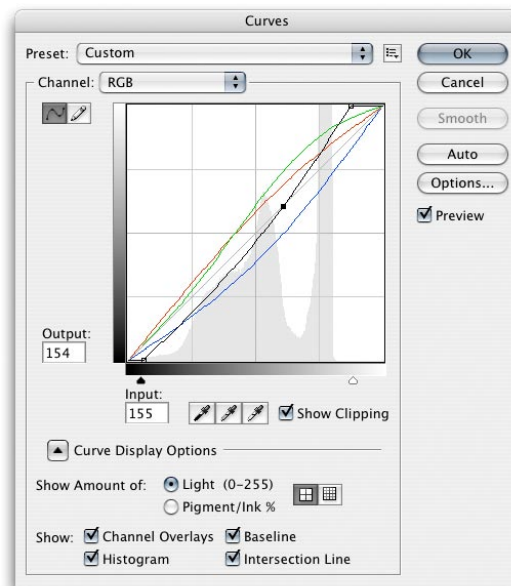 Curves
Preset: Custom
OK
Channel: RGB
Cancel
Smooth
Auto
Options...
Preview
Output:
154
Input:
155
Show Clipping
Curve Display Options
Show Amount of: Light (0-255)
Pigment/Ink %
Show: Channel Overlays Baseline
Histogram Intersection Line